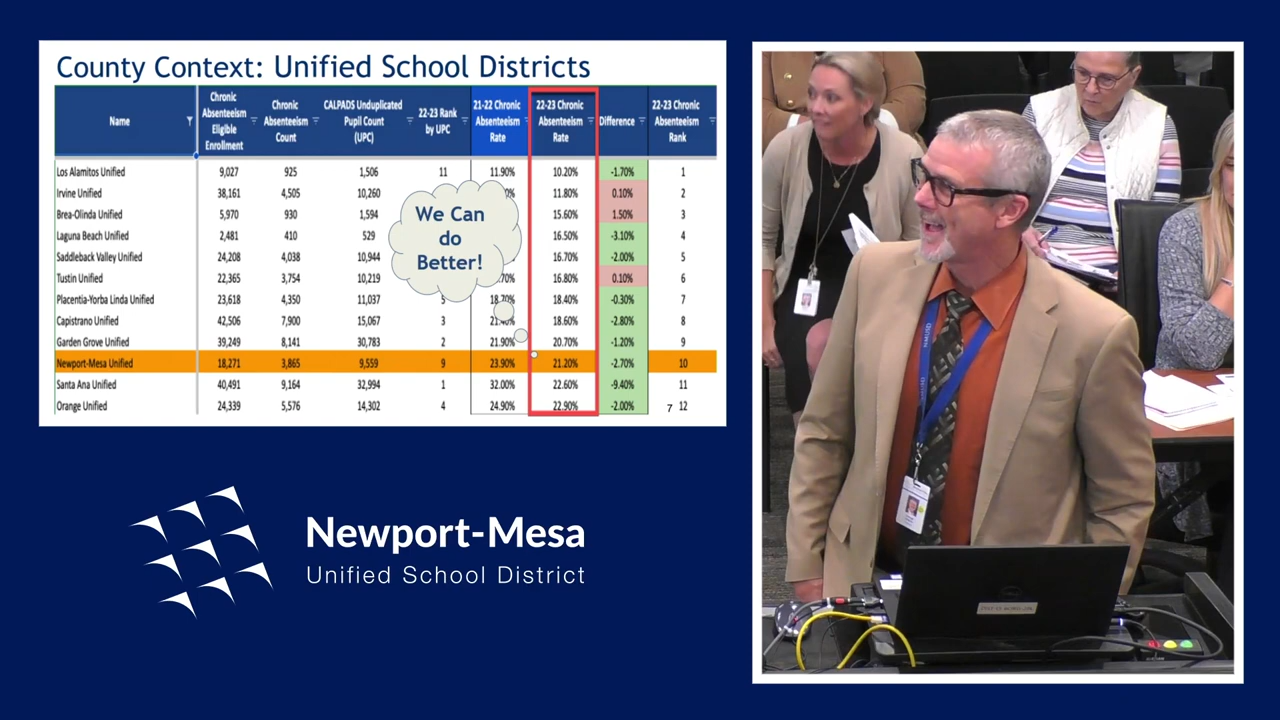 County Context: Unified School Districts
Name
Chronic
Absenteeism
Eligible
Enrollment
Chronic
Absenteeism
Count
CALPADS Unduplicated
Pupil Count
(UPC)
22-23 Rank
by UPC
21-22 Chronic
Absenteeism
Rate
22-23 Chronic
Absenteeism
Rate
Difference
22-23 Chronic
Absenteeism
Rank
Los Alamitos Unified 9,027 925 1,506 11 11.90% 10.20% -1.70% 1
Irvine Unified 38,161 4,505 10,260 11.80% 0.10% 2
Brea-Olinda Unified 5,970 930 1,594 15.60% 1.50% 3
Laguna Beach Unified 2,481 410 529 16.50% -3.10% 4
Saddleback Valley Unified 24,208 4,038 10,944 16.70% -2.00% 5
Tustin Unified 22,365 3,754 10,219 16.80% 0.10% 6
Placentia-Yorba Linda Unified 23,618 4,350 11,037 5 18.70% 18.40% -0.30% 7
Capistrano Unified 42,506 7,900 15,067 3 21.40% 18.60% -2.80% 8
Garden Grove Unified 39,249 8,141 30,783 2 21.90% 20.70% -1.20% 9
Newport-Mesa Unified 18,271 3,865 9,559 9 23.90% 21.20% -2.70% 10
Santa Ana Unified 40,491 9,164 32,994 1 32.00% 22.60% -9.40% 11
Orange Unified 24,339 5,576 14,302 4 24.90% 22.90% -2.00% 12
7
We Can
do
Better!
Newport-Mesa
Unified School District
NMUSD
DELL